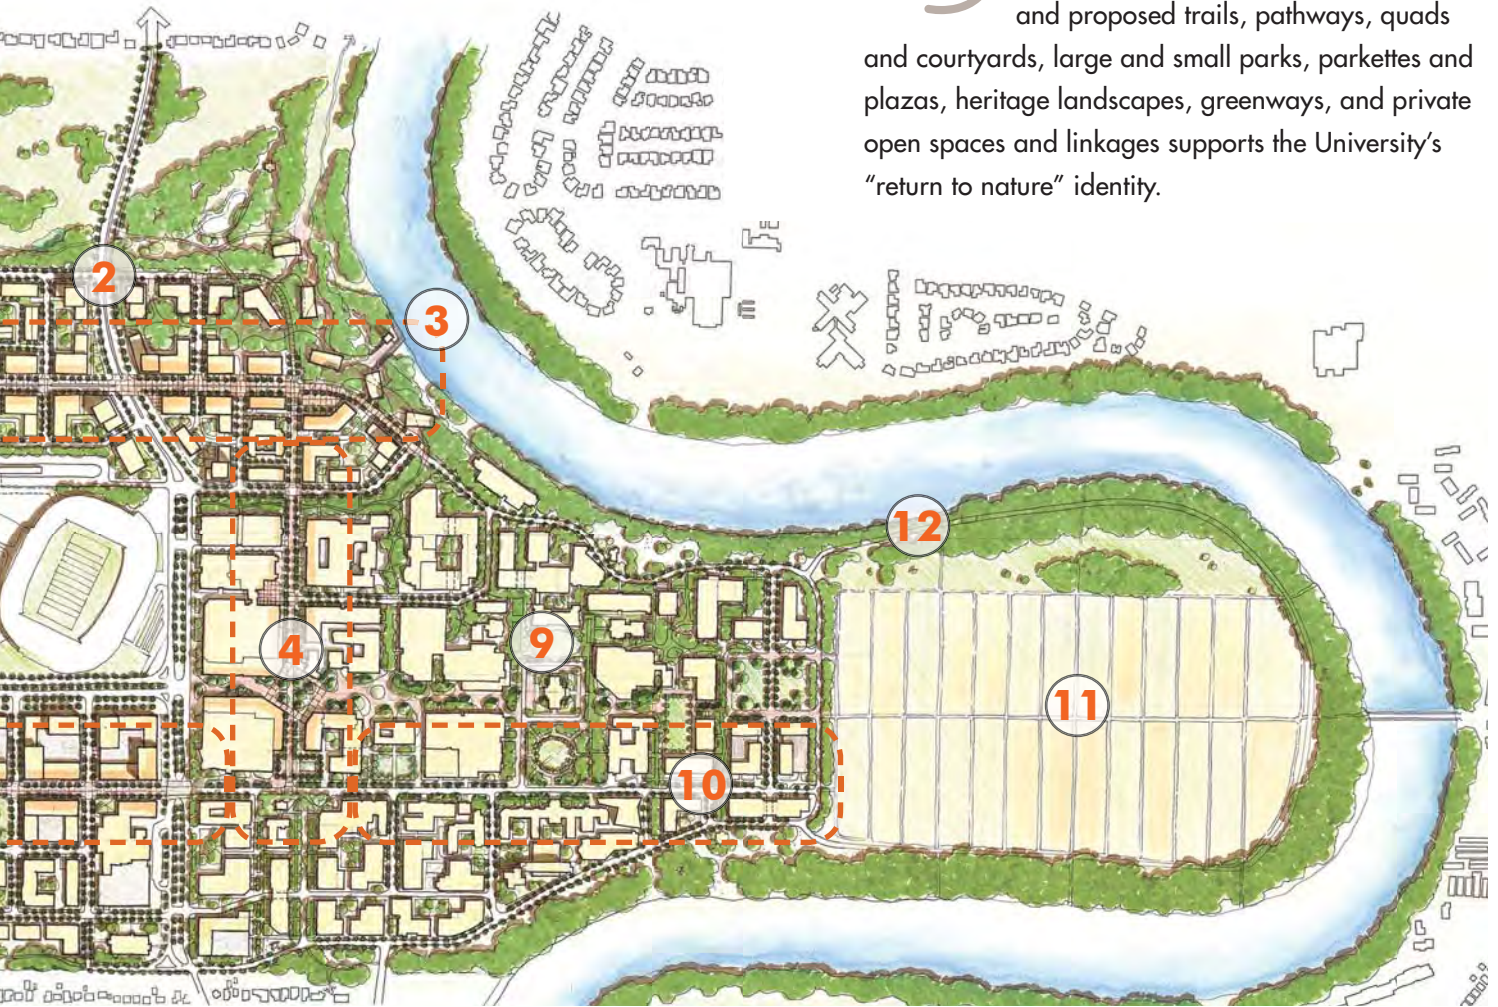 and proposed trails, pathways, quads
and courtyards, large and small parks, parkettes and
plazas, heritage landscapes, greenways, and private
open spaces and linkages supports the University’s
“return to nature” identity.
2
3
12
4
9
11
10